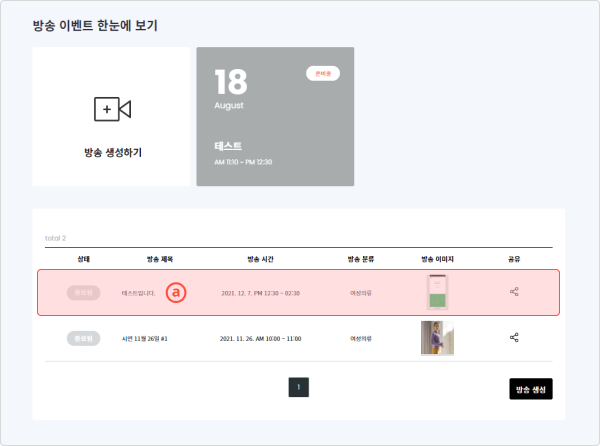 방송 이벤트 한눈에 보기
방송 생성하기
18
August
준비중
테스트
AM 11:10 ~ PM 12:30
total 2
상태 방송 제목 방송 시간 방송 분류 방송 이미지 공유
종료됨 테스트입니다. a 2021. 12. 7. PM 12:30 ~ 02:30 여성의류
종료됨 시연 11월 26일 #1 2021. 11. 26. AM 10:00 ~ 11:00 여성의류
1
방송 생성